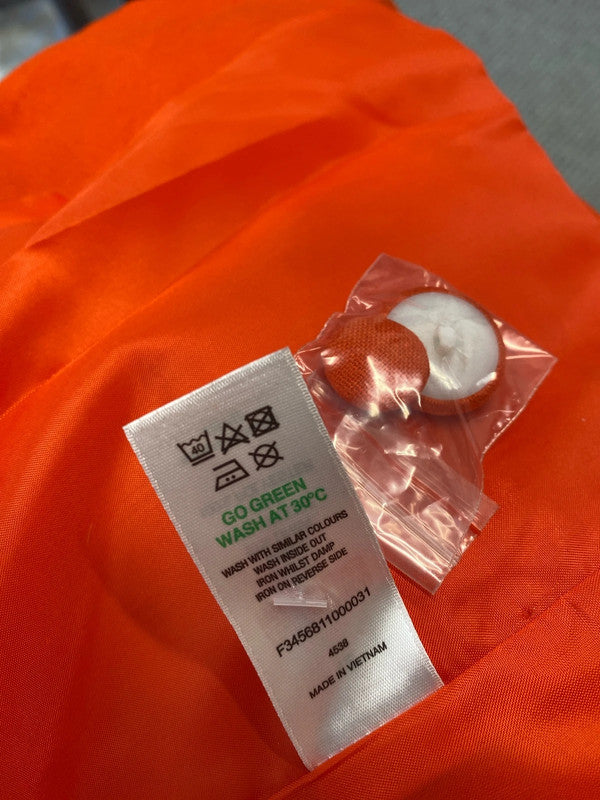 40
GO GREEN
WASH AT 30ºC
WASH WITH SIMILAR COLOURS
WASH INSIDE OUT
IRON WHILST DAMP
IRON ON REVERSE SIDE
F3456811000031
4538
MADE IN VIETNAM